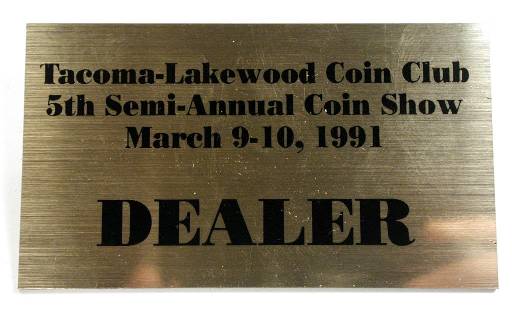 Tacoma-Lakewood Coin Club
5th Semi-Annual Coin Show
March 9-10, 1991
DEALER